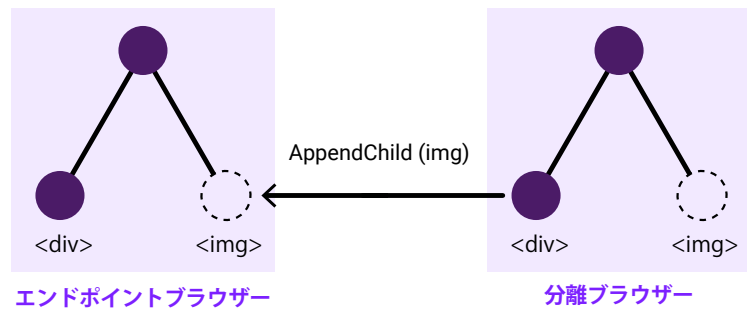 AppendChild (img)
<div>
<img>
<div>
<img>
エンドポイントブラウザー
分離ブラウザー